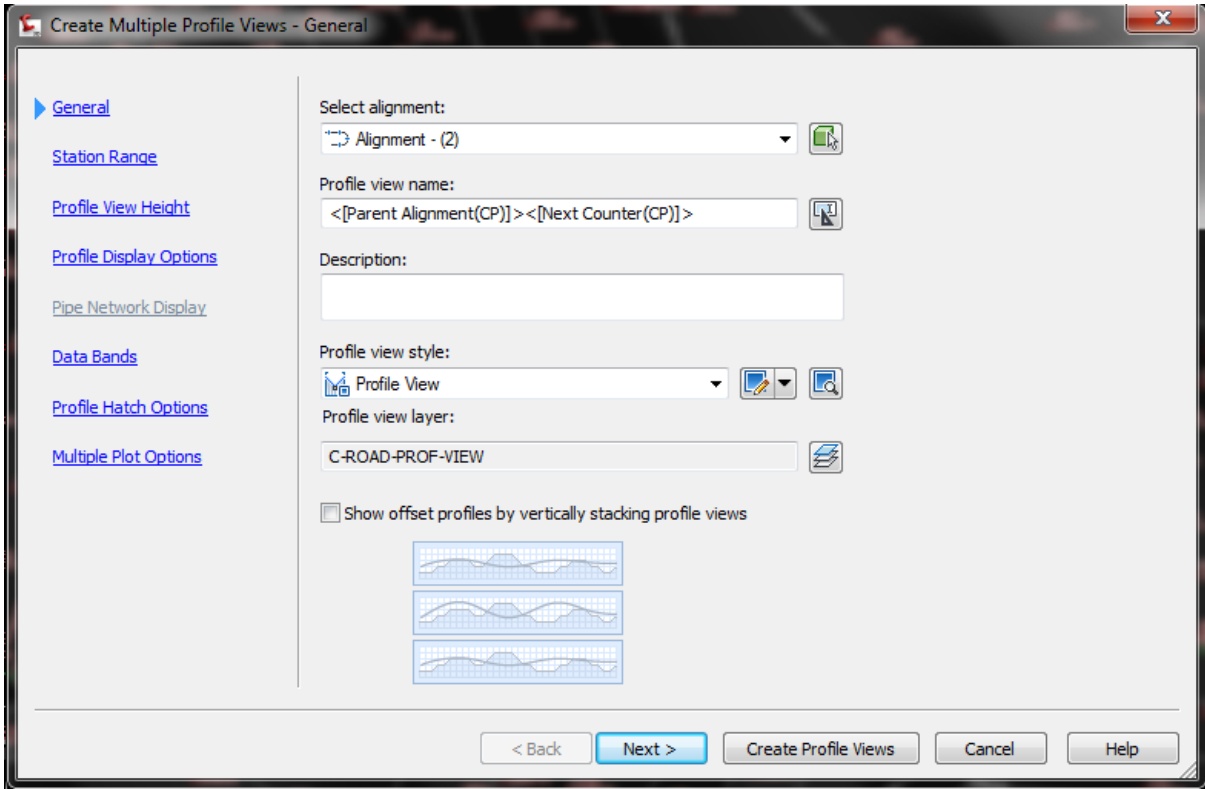 Create Multiple Profile Views - General
General
Station Range
Profile View Height
Profile Display Options
Pipe Network Display
Data Bands
Profile Hatch Options
Multiple Plot Options
Select alignment:
Alignment - (2)
Profile view name:
<[Parent Alignment(CP)]><[Next Counter(CP)]>
Description:
Profile view style:
Profile View
Profile view layer:
C-ROAD-PROF-VIEW
Show offset profiles by vertically stacking profile views
< Back
Next >
Create Profile Views
Cancel
Help